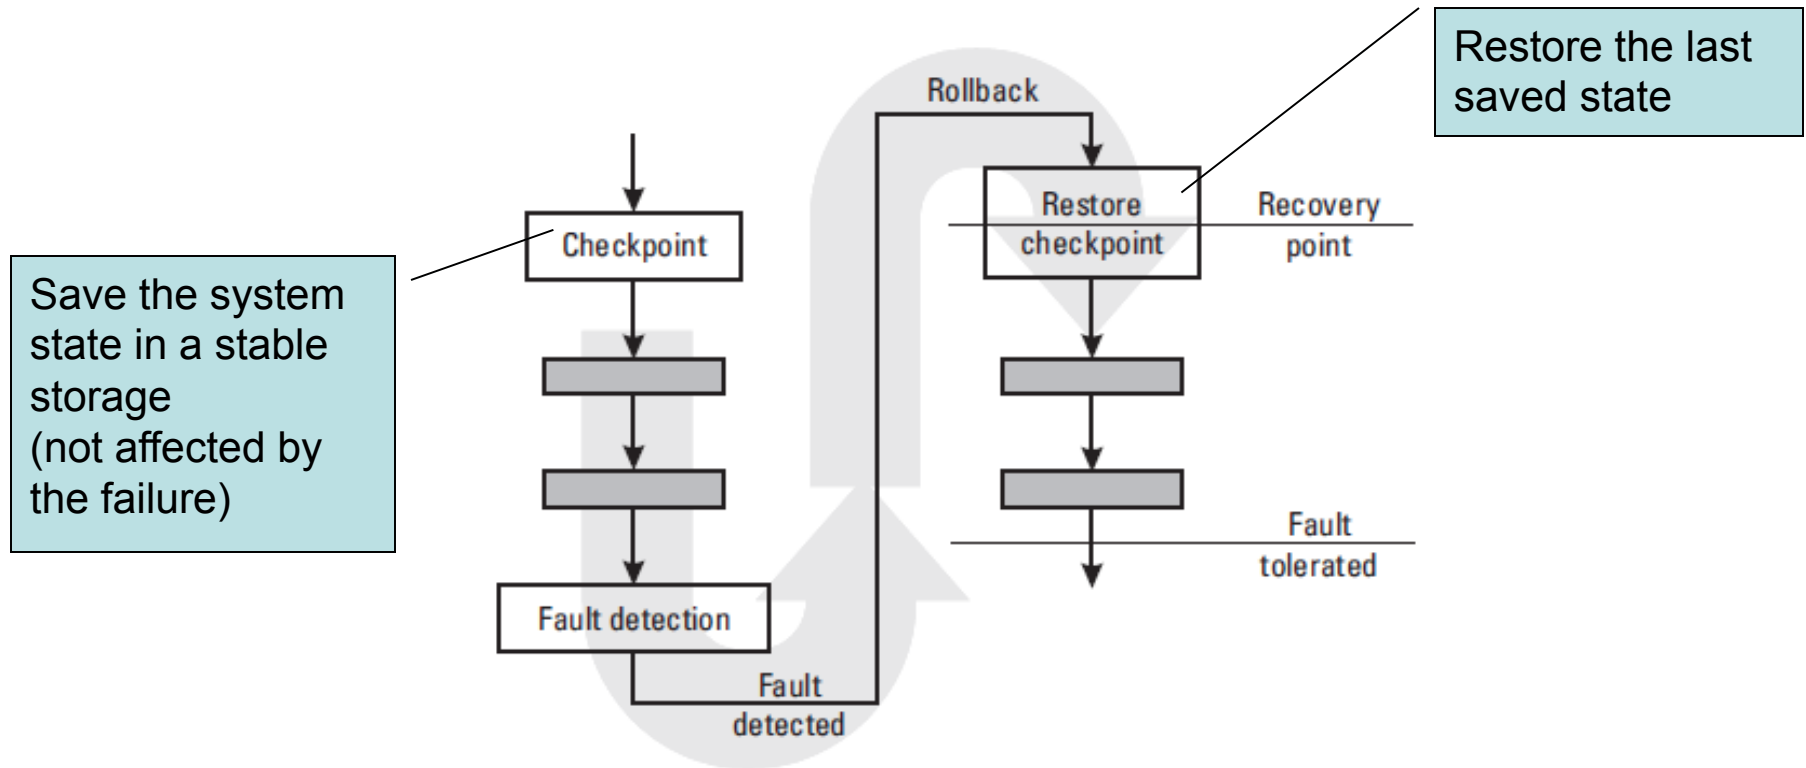 Restore the last
saved state
Rollback
Restore
checkpoint
Recovery
point
Checkpoint
Save the system
state in a stable
storage
(not affected by
the failure)
Fault
tolerated
Fault detection
Fault
detected